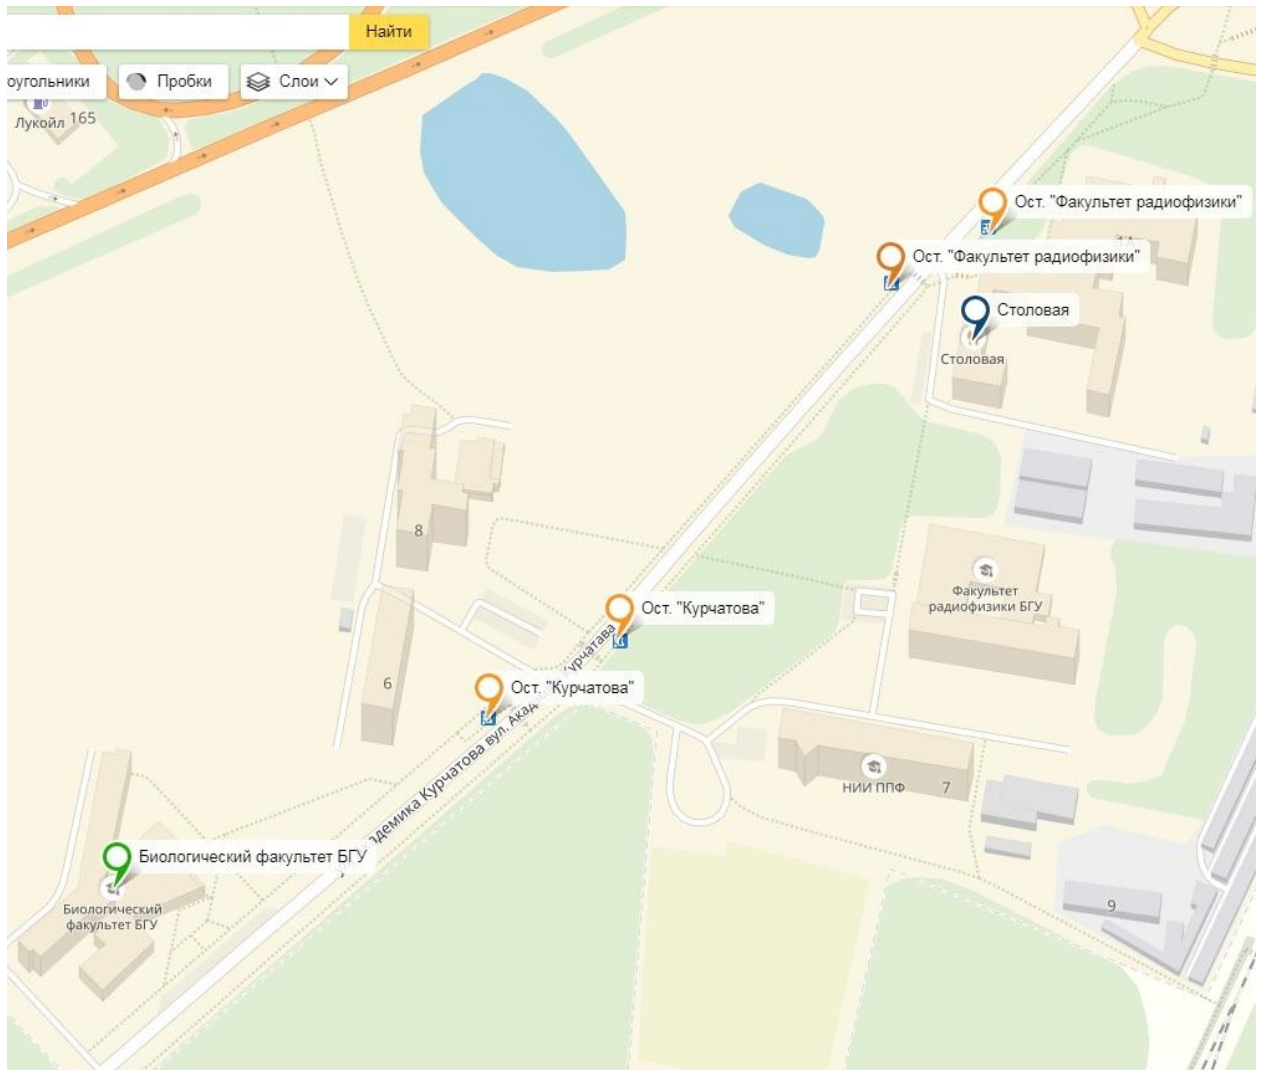 Найти
оугольники
Пробки
Слои
Лукойл
165
Ост. "Факультет радиофизики"
Ост. "Факультет радиофизики"
Столовая
Столовая
8
Факультет
радиофизики БГУ
Ост. "Курчатова"
6
Ост. "Курчатова"
адемика Курчатова вул. Акад
урчатава
НИИ ППФ
7
Биологический факультет БГУ
Биологический
факультет БГУ
9